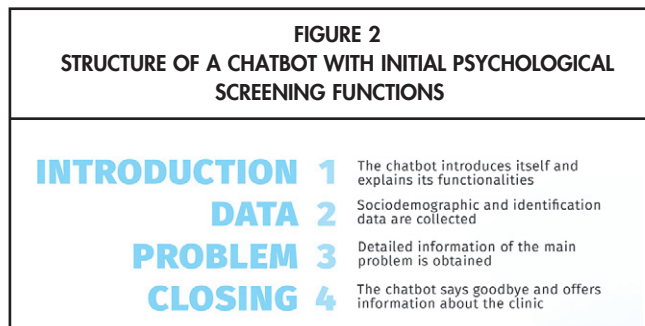 FIGURE 2
STRUCTURE OF A CHATBOT WITH INITIAL PSYCHOLOGICAL
SCREENING FUNCTIONS
INTRODUCTION 1 The chatbot introduces itself and
explains its functionalities
DATA 2 Sociodemographic and identification
data are collected
PROBLEM 3 Detailed information of the main
problem is obtained
CLOSING 4 The chatbot says goodbye and offers
information about the clinic